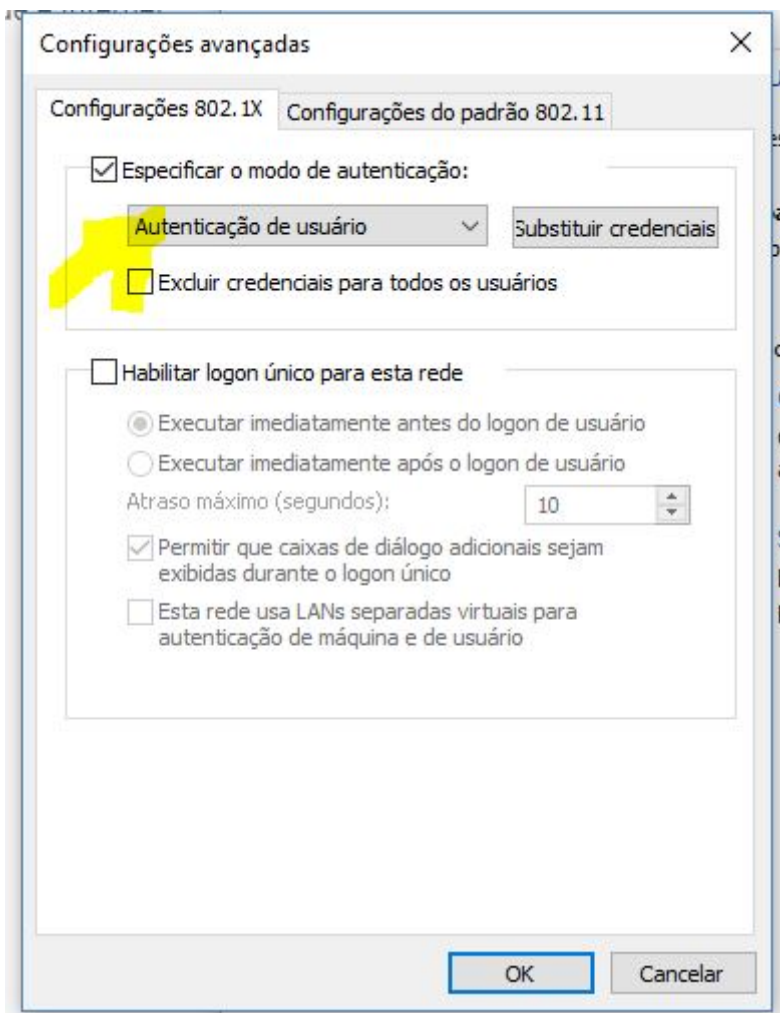 Configurações avançadas
Configurações 802.1X
Configurações do padrão 802.11
Especificar o modo de autenticação:
Autenticação de usuário
Substituir credenciais
Excluir credenciais para todos os usuários
Habilitar logon único para esta rede
Executar imediatamente antes do logon de usuário
Executar imediatamente após o logon de usuário
Atraso máximo (segundos):
10
Permitir que caixas de diálogo adicionais sejam
exibidas durante o logon único
Esta rede usa LANs separadas virtuais para
autenticação de máquina e de usuário
OK
Cancelar